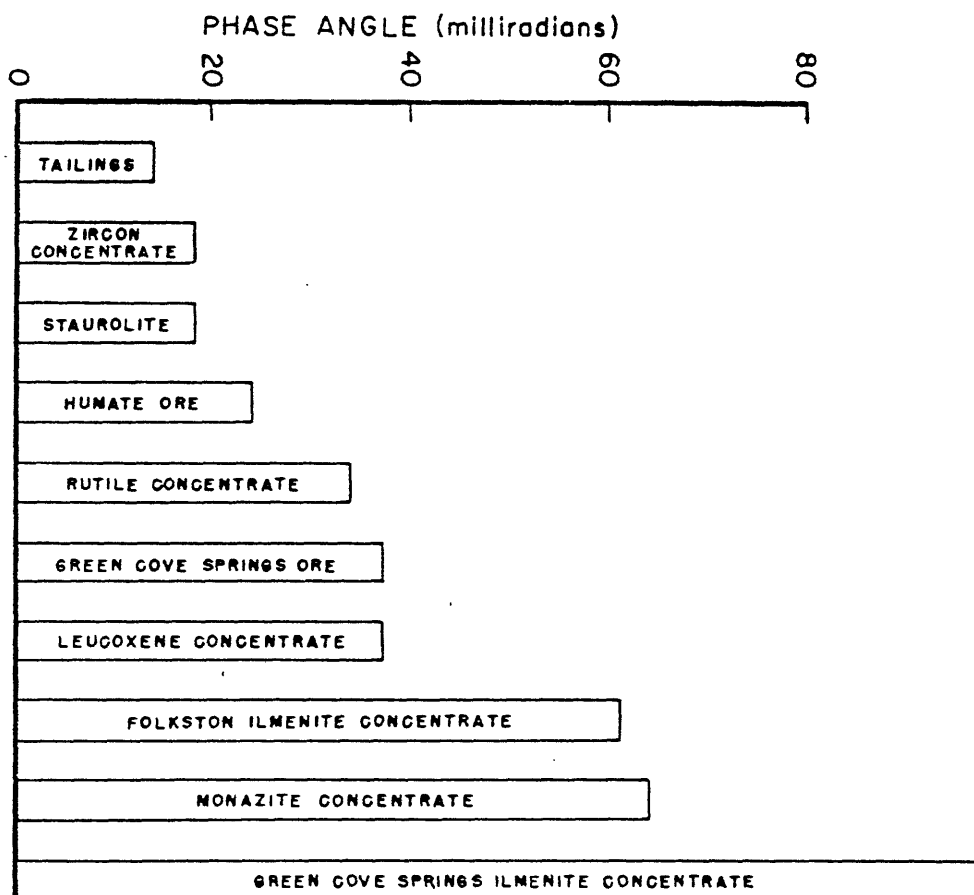 PHASE ANGLE (milliradians)
0 20 40 60 80
TAILINGS
ZIRCON
CONCENTRATE
STAUROLITE
HUMATE ORE
RUTILE CONCENTRATE
GREEN COVE SPRINGS ORE
LEUCOXENE CONCENTRATE
FOLKSTON ILMENITE CONCENTRATE
MONAZITE CONCENTRATE
GREEN COVE SPRINGS ILMENITE CONCENTRATE